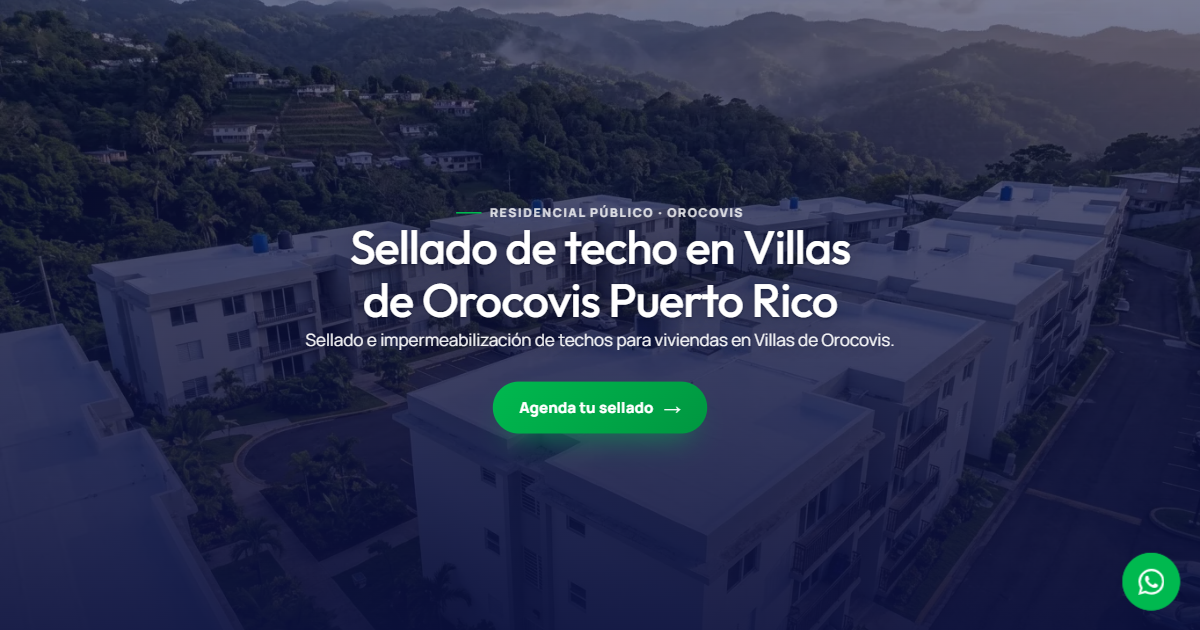 RESIDENCIAL PÚBLICO · OROCOVIS
Sellado de techo en Villas
de Orocovis Puerto Rico
Sellado e impermeabilización de techos para viviendas en Villas de Orocovis.
Agenda tu sellado →